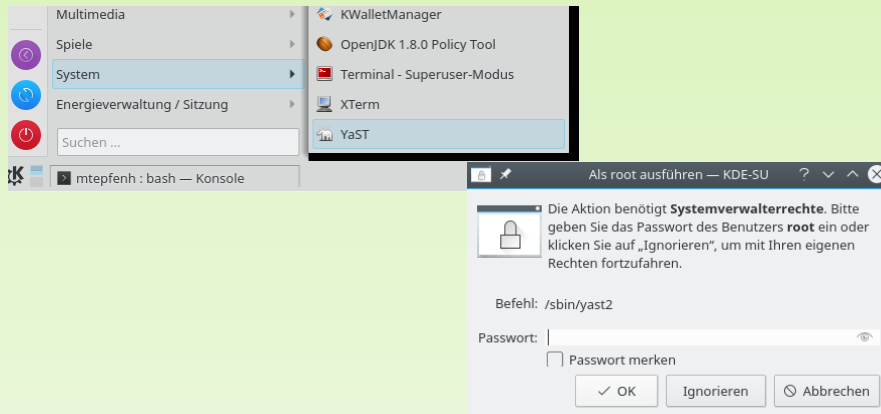 Multimedia
Spiele
System
Energieverwaltung / Sitzung
Suchen ...
KWalletManager
OpenJDK 1.8.0 Policy Tool
Terminal - Superuser-Modus
XTerm
YaST
mtepfenh : bash — Konsole
Als root ausführen — KDE-SU
Die Aktion benötigt Systemverwalterrechte. Bitte
geben Sie das Passwort des Benutzers root ein oder
klicken Sie auf „Ignorieren“, um mit Ihren eigenen
Rechten fortzufahren.
Befehl: /sbin/yast2
Passwort:
Passwort merken
OK Ignorieren Abbrechen